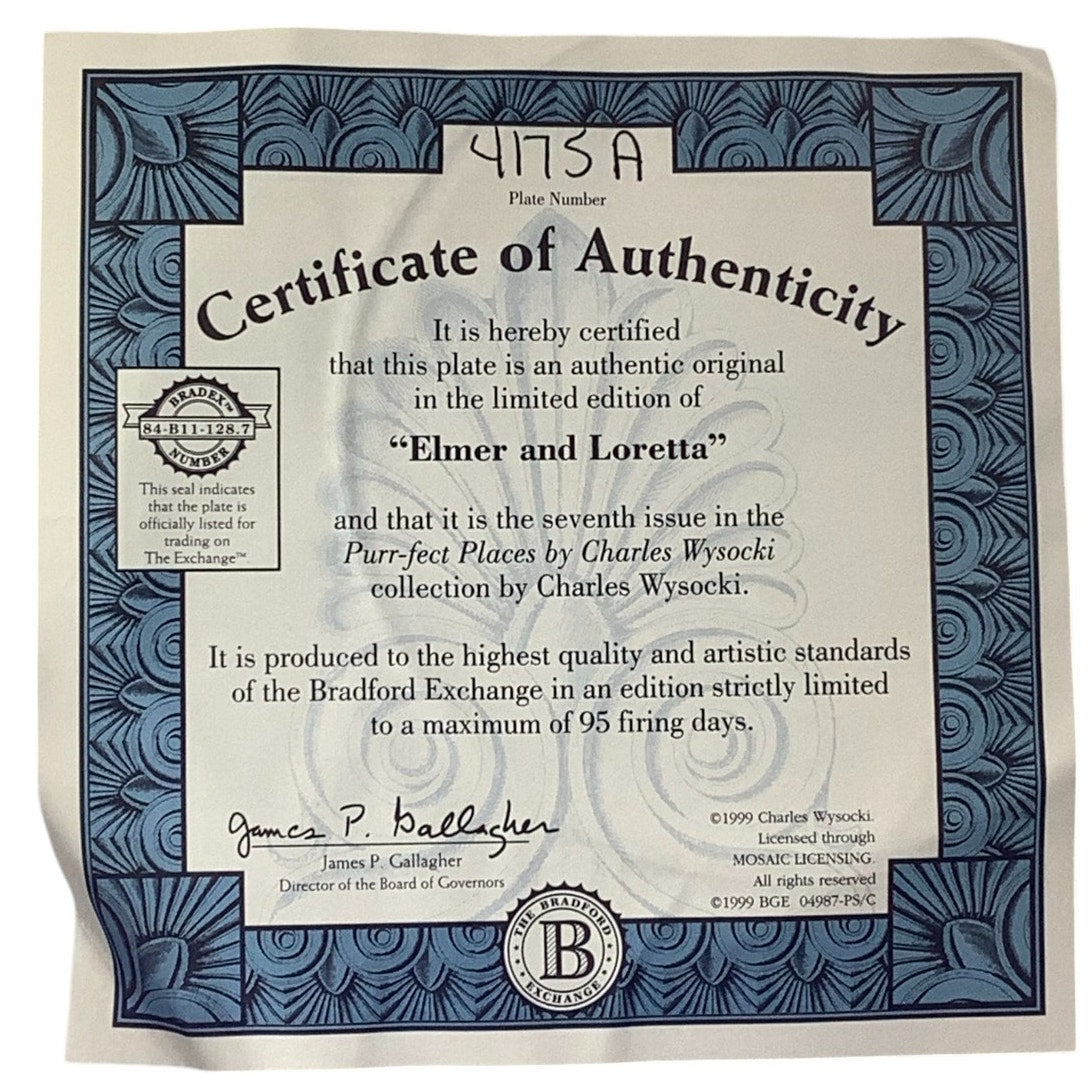 4175A
Plate Number
Certificate of Authenticity
It is hereby certified
that this plate is an authentic original
in the limited edition of
“Elmer and Loretta”
BRADEX™
84-B11-128.7
NUMBER
This seal indicates
that the plate is
officially listed for
trading on
The Exchange™
and that it is the seventh issue in the
Purr-fect Places by Charles Wysocki
collection by Charles Wysocki.
It is produced to the highest quality and artistic standards
of the Bradford Exchange in an edition strictly limited
to a maximum of 95 firing days.
James P. Gallagher
James P. Gallagher
Director of the Board of Governors
©1999 Charles Wysocki.
Licensed through
MOSAIC LICENSING.
All rights reserved
©1999 BGE 04987-PS/C
THE BRADFORD
B
EXCHANGE